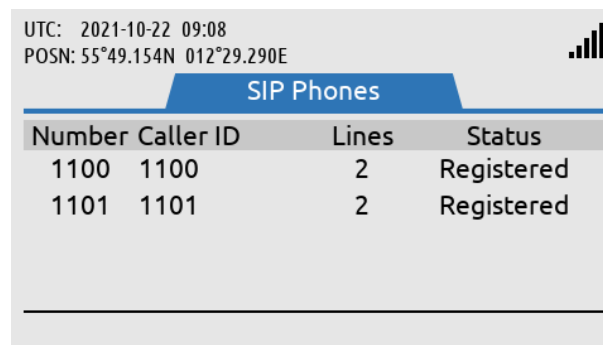 UTC: 2021-10-22 09:08
POSN: 55°49.154N 012°29.290E
SIP Phones
Number Caller ID Lines Status
1100 1100 2 Registered
1101 1101 2 Registered